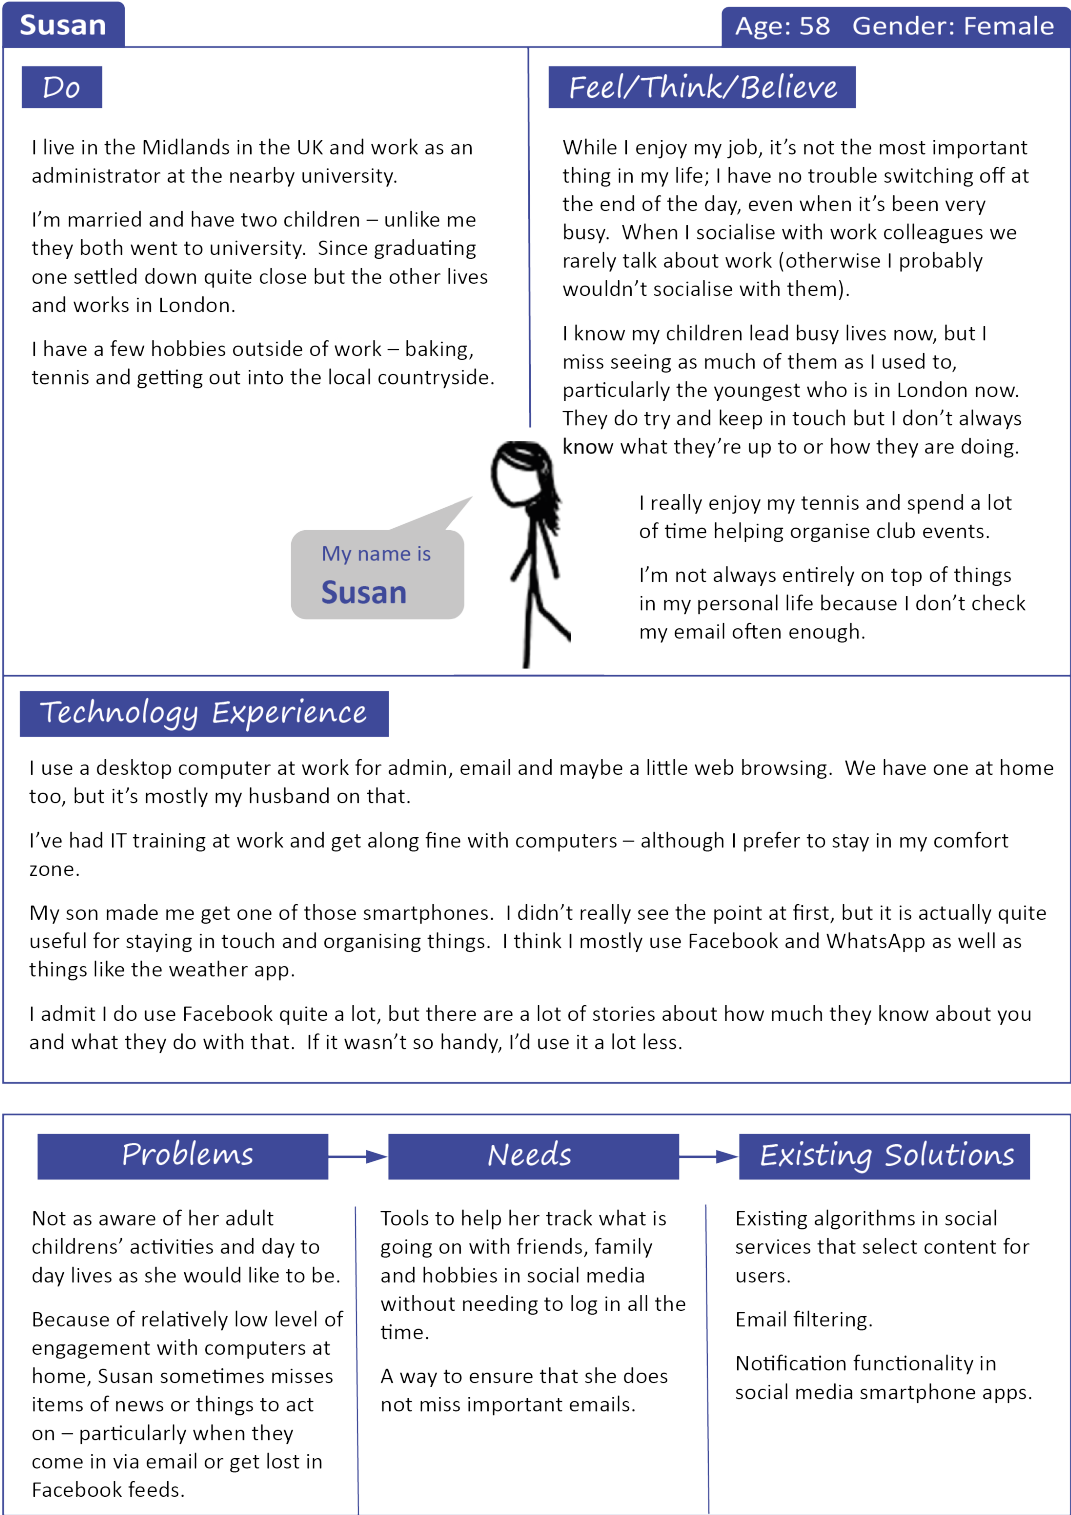 Susan
Age: 58   Gender: Female
Do
I live in the Midlands in the UK and work as an
administrator at the nearby university.
I’m married and have two children – unlike me
they both went to university.  Since graduating
one settled down quite close but the other lives
and works in London.
I have a few hobbies outside of work – baking,
tennis and getting out into the local countryside.
My name is
Susan
Feel/Think/Believe
While I enjoy my job, it’s not the most important
thing in my life; I have no trouble switching off at
the end of the day, even when it’s been very
busy.  When I socialise with work colleagues we
rarely talk about work (otherwise I probably
wouldn’t socialise with them).
I know my children lead busy lives now, but I
miss seeing as much of them as I used to,
particularly the youngest who is in London now.
They do try and keep in touch but I don’t always
know what they’re up to or how they are doing.
I really enjoy my tennis and spend a lot
of time helping organise club events.
I’m not always entirely on top of things
in my personal life because I don’t check
my email often enough.
Technology Experience
I use a desktop computer at work for admin, email and maybe a little web browsing.  We have one at home
too, but it’s mostly my husband on that.
I’ve had IT training at work and get along fine with computers – although I prefer to stay in my comfort
zone.
My son made me get one of those smartphones.  I didn’t really see the point at first, but it is actually quite
useful for staying in touch and organising things.  I think I mostly use Facebook and WhatsApp as well as
things like the weather app.
I admit I do use Facebook quite a lot, but there are a lot of stories about how much they know about you
and what they do with that.  If it wasn’t so handy, I’d use it a lot less.
Problems
Not as aware of her adult
childrens’ activities and day to
day lives as she would like to be.
Because of relatively low level of
engagement with computers at
home, Susan sometimes misses
items of news or things to act
on – particularly when they
come in via email or get lost in
Facebook feeds.
Needs
Tools to help her track what is
going on with friends, family
and hobbies in social media
without needing to log in all the
time.
A way to ensure that she does
not miss important emails.
Existing Solutions
Existing algorithms in social
services that select content for
users.
Email filtering.
Notification functionality in
social media smartphone apps.